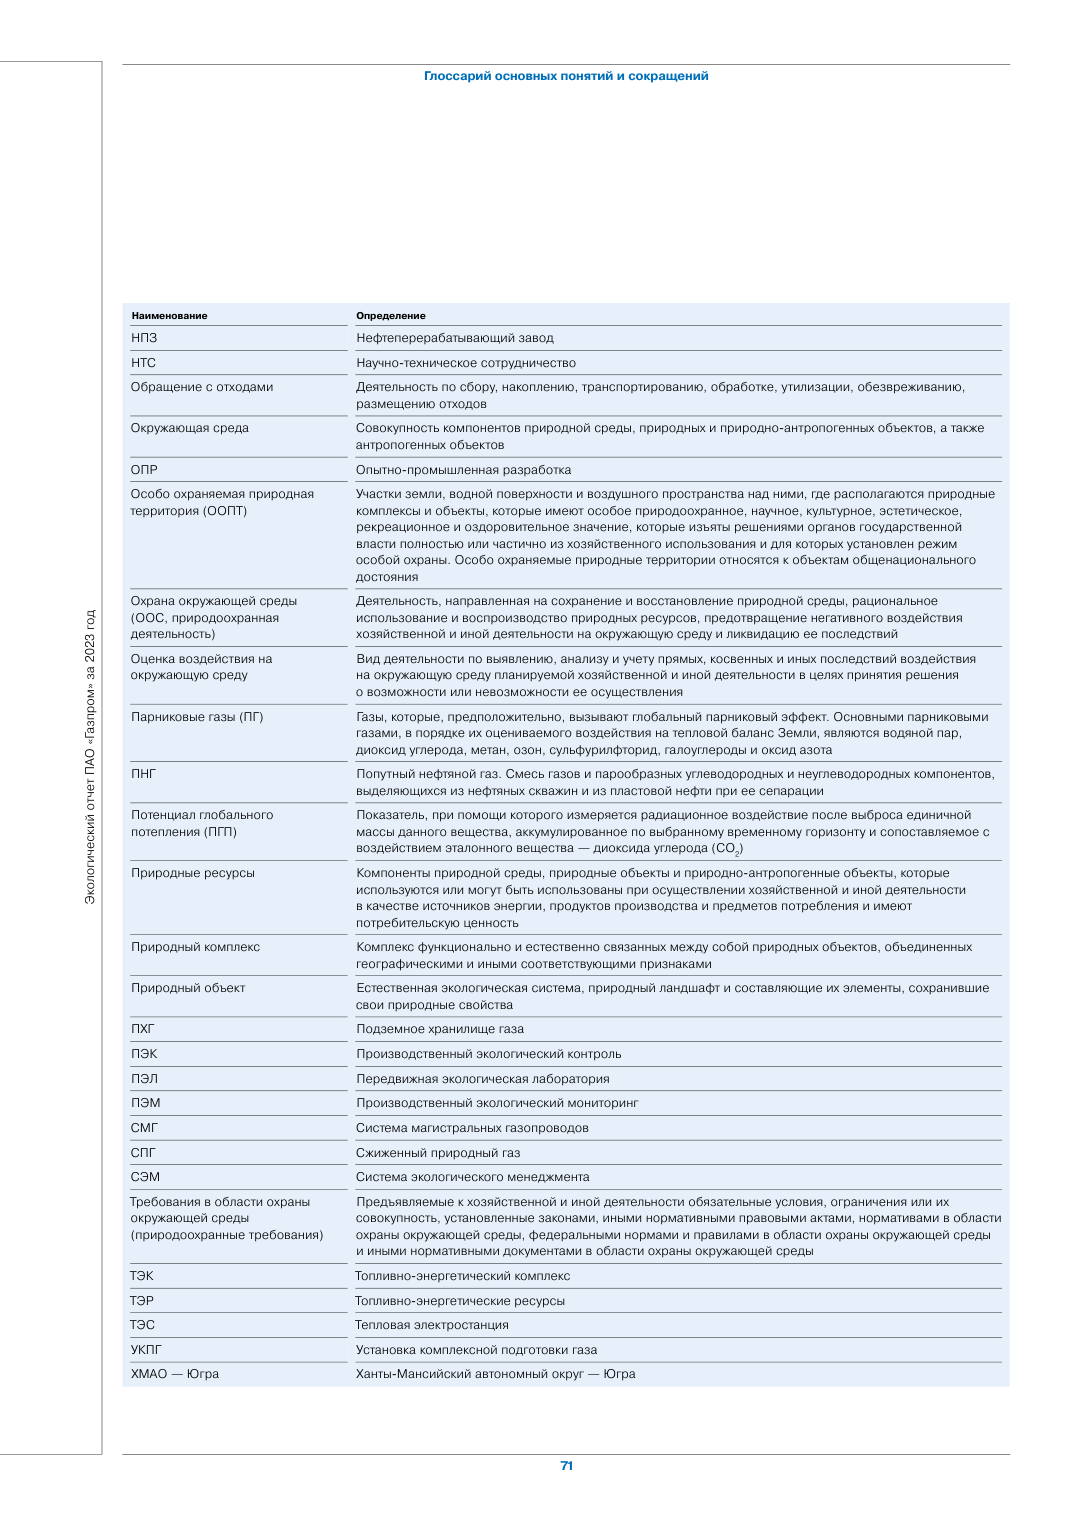 Глоссарий основных понятий и сокращений
Экологический отчет ПАО «Газпром» за 2023 год
Наименование
Определение
НПЗ
Нефтеперерабатывающий завод
НТС
Научно-техническое сотрудничество
Обращение с отходами
Деятельность по сбору, накоплению, транспортированию, обработке, утилизации, обезвреживанию,
размещению отходов
Окружающая среда
Совокупность компонентов природной среды, природных и природно-антропогенных объектов, а также
антропогенных объектов
ОПР
Опытно-промышленная разработка
Особо охраняемая природная
территория (ООПТ)
Участки земли, водной поверхности и воздушного пространства над ними, где располагаются природные
комплексы и объекты, которые имеют особое природоохранное, научное, культурное, эстетическое,
рекреационное и оздоровительное значение, которые изъяты решениями органов государственной
власти полностью или частично из хозяйственного использования и для которых установлен режим
особой охраны. Особо охраняемые природные территории относятся к объектам общенационального
достояния
Охрана окружающей среды
(ООС, природоохранная
деятельность)
Деятельность, направленная на сохранение и восстановление природной среды, рациональное
использование и воспроизводство природных ресурсов, предотвращение негативного воздействия
хозяйственной и иной деятельности на окружающую среду и ликвидацию ее последствий
Оценка воздействия на
окружающую среду
Вид деятельности по выявлению, анализу и учету прямых, косвенных и иных последствий воздействия
на окружающую среду планируемой хозяйственной и иной деятельности в целях принятия решения
о возможности или невозможности ее осуществления
Парниковые газы (ПГ)
Газы, которые, предположительно, вызывают глобальный парниковый эффект. Основными парниковыми
газами, в порядке их оцениваемого воздействия на тепловой баланс Земли, являются водяной пар,
диоксид углерода, метан, озон, сульфурилфторид, галоуглероды и оксид азота
ПНГ
Попутный нефтяной газ. Смесь газов и парообразных углеводородных и неуглеводородных компонентов,
выделяющихся из нефтяных скважин и из пластовой нефти при ее сепарации
Потенциал глобального
потепления (ПГП)
Показатель, при помощи которого измеряется радиационное воздействие после выброса единичной
массы данного вещества, аккумулированное по выбранному временному горизонту и сопоставляемое с
воздействием эталонного вещества — диоксида углерода (CO₂)
Природные ресурсы
Компоненты природной среды, природные объекты и природно-антропогенные объекты, которые
используются или могут быть использованы при осуществлении хозяйственной и иной деятельности
в качестве источников энергии, продуктов производства и предметов потребления и имеют
потребительскую ценность
Природный комплекс
Комплекс функционально и естественно связанных между собой природных объектов, объединенных
географическими и иными соответствующими признаками
Природный объект
Естественная экологическая система, природный ландшафт и составляющие их элементы, сохранившие
свои природные свойства
ПХГ
Подземное хранилище газа
ПЭК
Производственный экологический контроль
ПЭЛ
Передвижная экологическая лаборатория
ПЭМ
Производственный экологический мониторинг
СМГ
Система магистральных газопроводов
СПГ
Сжиженный природный газ
СЭМ
Система экологического менеджмента
Требования в области охраны
окружающей среды
(природоохранные требования)
Предъявляемые к хозяйственной и иной деятельности обязательные условия, ограничения или их
совокупность, установленные законами, иными нормативными правовыми актами, нормативами в области
охраны окружающей среды, федеральными нормами и правилами в области охраны окружающей среды
и иными нормативными документами в области охраны окружающей среды
ТЭК
Топливно-энергетический комплекс
ТЭР
Топливно-энергетические ресурсы
ТЭС
Тепловая электростанция
УКПГ
Установка комплексной подготовки газа
ХМАО — Югра
Ханты-Мансийский автономный округ — Югра
71